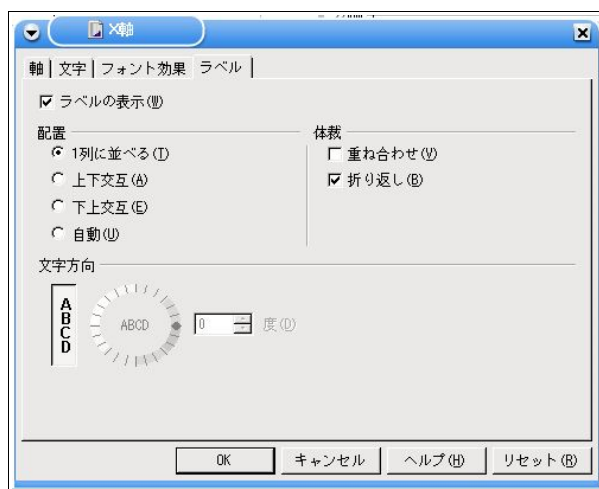 X軸
軸 文字 フォント効果 ラベル
ラベルの表示(W)
配置
1列に並べる(I)
上下交互(A)
下上交互(E)
自動(U)
体裁
重ね合わせ(V)
折り返し(B)
文字方向
ABCD
ABCD
0 度(D)
OK キャンセル ヘルプ(H) リセット(R)